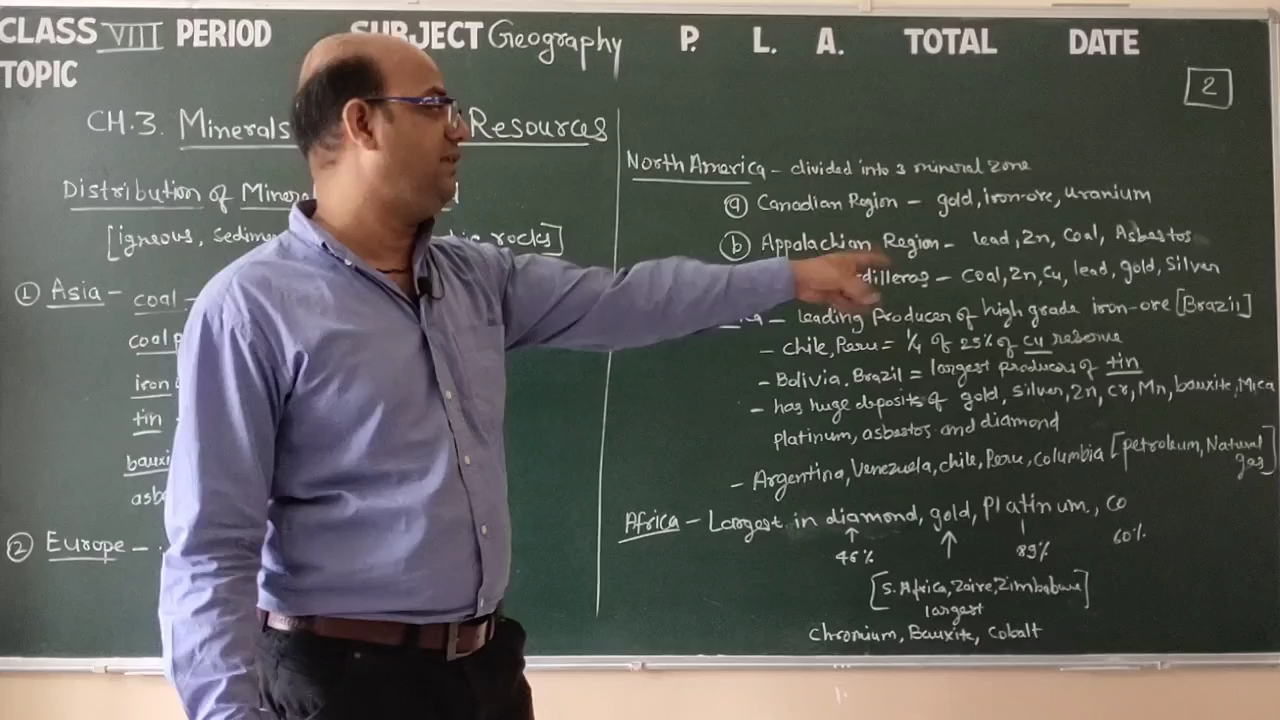 CLASS VIII PERIOD SUBJECT Geography P. L. A. TOTAL DATE
TOPIC
2
CH.3. Minerals Resources
Distribution of Mineral
[igneous, Sedim rocks]
① Asia - coal -
coal
iron
tin
bauxi
asb
② Europe -
North America - divided into 3 mineral zone
ⓐ Canadian Region - gold, iron-ore, uranium
ⓑ Appalachian Region - lead, Zn, Coal, Asbestos
dilleras - Coal, Zn, Cu, lead, gold, Silver
- leading Producer of high grade iron-ore [Brazil]
- Chile, Peru = 1/4 of 25% of Cu reserve
- Bolivia, Brazil = largest producers of tin
- has huge deposits of gold, Silver, Zn, Cr, Mn, bauxite, Mica
platinum, asbestos and diamond
- Argentina, Venezuela, chile, Peru, Columbia [petroleum, Natural gas]
Africa - Largest in diamond, gold, Platinum, CO
46% 89% 60%
[S. Africa, Zaire, Zimbabwe]
largest
Chromium, Bauxite, Cobalt